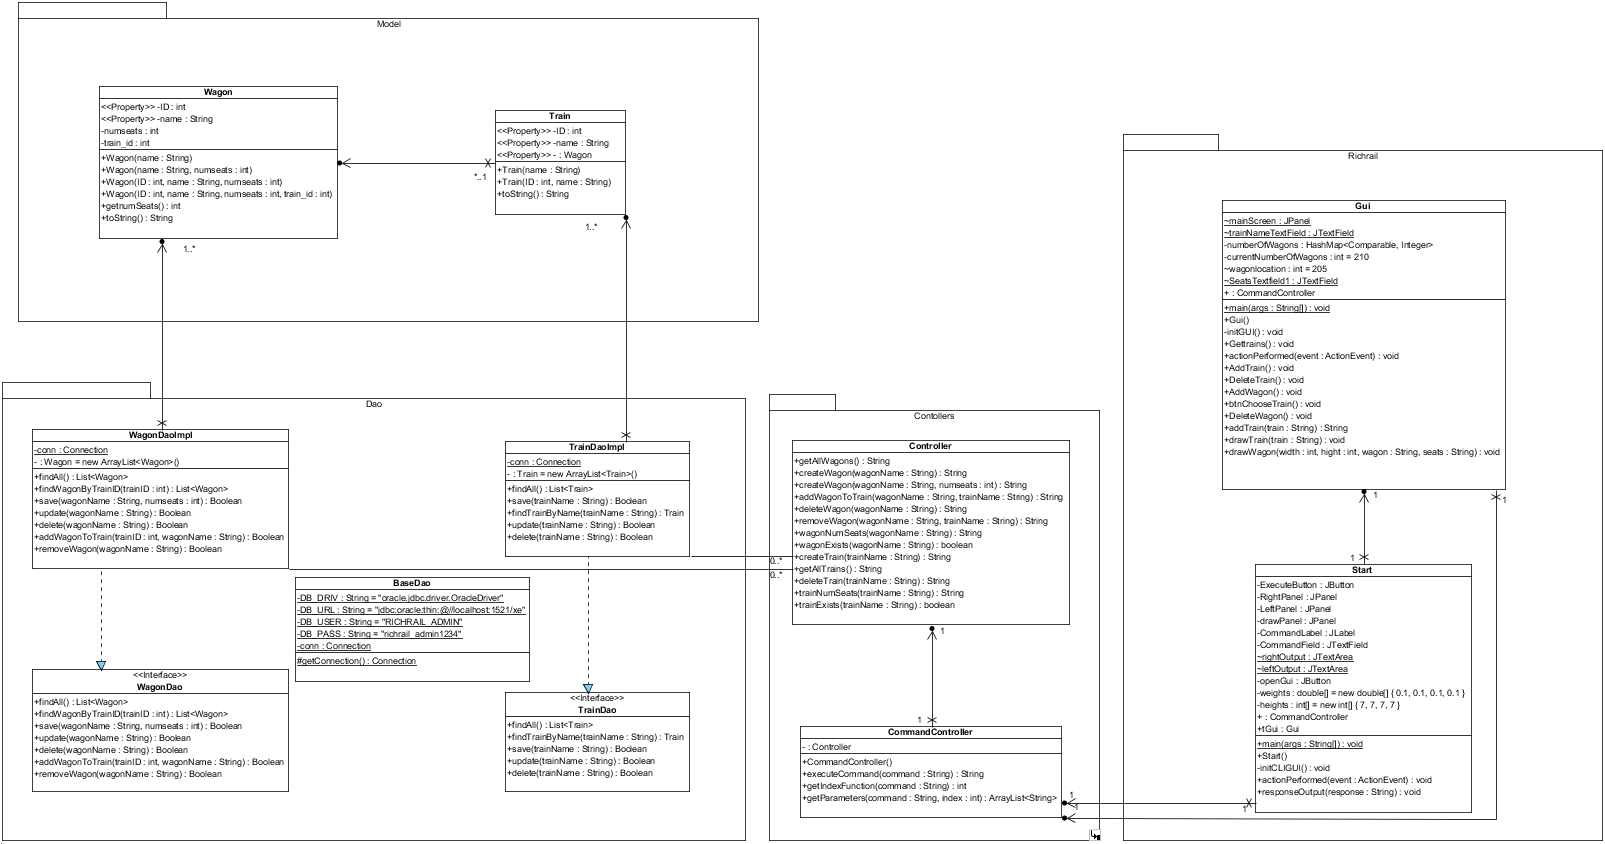 Model
Wagon
<<Property>> -ID : int
<<Property>> -name : String
-numseats : int
-train_id : int
+Wagon(name : String)
+Wagon(name : String, numseats : int)
+Wagon(ID : int, name : String, numseats : int)
+Wagon(ID : int, name : String, numseats : int, train_id : int)
+getnumSeats() : int
+toString() : String
1..*
Train
<<Property>> -ID : int
<<Property>> -name : String
<<Property>> - : Wagon
+Train(name : String)
+Train(ID : int, name : String)
+toString() : String
*..1
1..*
Dao
WagonDaoImpl
-conn : Connection
- : Wagon = new ArrayList<Wagon>()
+findAll() : List<Wagon>
+findWagonByTrainID(trainID : int) : List<Wagon>
+save(wagonName : String, numseats : int) : Boolean
+update(wagonName : String) : Boolean
+delete(wagonName : String) : Boolean
+addWagonToTrain(trainID : int, wagonName : String) : Boolean
+removeWagon(wagonName : String) : Boolean
TrainDaoImpl
-conn : Connection
- : Train = new ArrayList<Train>()
+findAll() : List<Train>
+save(trainName : String) : Boolean
+findTrainByName(trainName : String) : Train
+update(trainName : String) : Boolean
+delete(trainName : String) : Boolean
BaseDao
-DB_DRIV : String = "oracle.jdbc.driver.OracleDriver"
-DB_URL : String = "jdbc:oracle:thin:@//localhost:1521/xe"
-DB_USER : String = "RICHRAIL_ADMIN"
-DB_PASS : String = "richrail_admin1234"
-conn : Connection
#getConnection() : Connection
<<Interface>>
WagonDao
+findAll() : List<Wagon>
+findWagonByTrainID(trainID : int) : List<Wagon>
+save(wagonName : String, numseats : int) : Boolean
+update(wagonName : String) : Boolean
+delete(wagonName : String) : Boolean
+addWagonToTrain(trainID : int, wagonName : String) : Boolean
+removeWagon(wagonName : String) : Boolean
<<Interface>>
TrainDao
+findAll() : List<Train>
+findTrainByName(trainName : String) : Train
+save(trainName : String) : Boolean
+update(trainName : String) : Boolean
+delete(trainName : String) : Boolean
Contollers
Controller
+getAllWagons() : String
+createWagon(wagonName : String) : String
+createWagon(wagonName : String, numseats : int) : String
+addWagonToTrain(wagonName : String, trainName : String) : String
+deleteWagon(wagonName : String) : String
+removeWagon(wagonName : String, trainName : String) : String
+wagonNumSeats(wagonName : String) : String
+wagonExists(wagonName : String) : boolean
+createTrain(trainName : String) : String
+getAllTrains() : String
+deleteTrain(trainName : String) : String
+trainNumSeats(trainName : String) : String
+trainExists(trainName : String) : boolean
0..*
0..*
1
1
CommandController
- : Controller
+CommandController()
+executeCommand(command : String) : String
+getIndexFunction(command : String) : int
+getParameters(command : String, index : int) : ArrayList<String>
1
1
1
Richrail
Gui
~mainScreen : JPanel
~trainNameTextField : JTextField
-numberOfWagons : HashMap<Comparable, Integer>
-currentNumberOfWagons : int = 210
~wagonlocation : int = 205
~SeatsTextfield1 : JTextField
+ : CommandController
+main(args : String[]) : void
+Gui()
-initGUI() : void
+Gettrains() : void
+actionPerformed(event : ActionEvent) : void
+AddTrain() : void
+DeleteTrain() : void
+AddWagon() : void
+btnChooseTrain() : void
+DeleteWagon() : void
+addTrain(train : String) : String
+drawTrain(train : String) : void
+drawWagon(width : int, hight : int, wagon : String, seats : String) : void
1
1
1
Start
-ExecuteButton : JButton
-RightPanel : JPanel
-LeftPanel : JPanel
-drawPanel : JPanel
-CommandLabel : JLabel
-CommandField : JTextField
~rightOutput : JTextArea
~leftOutput : JTextArea
-openGui : JButton
-weights : double[] = new double[] { 0.1, 0.1, 0.1, 0.1 }
-heights : int[] = new int[] { 7, 7, 7, 7 }
+ : CommandController
+tGui : Gui
+main(args : String[]) : void
+Start()
-initCLIGUI() : void
+actionPerformed(event : ActionEvent) : void
+responseOutput(response : String) : void